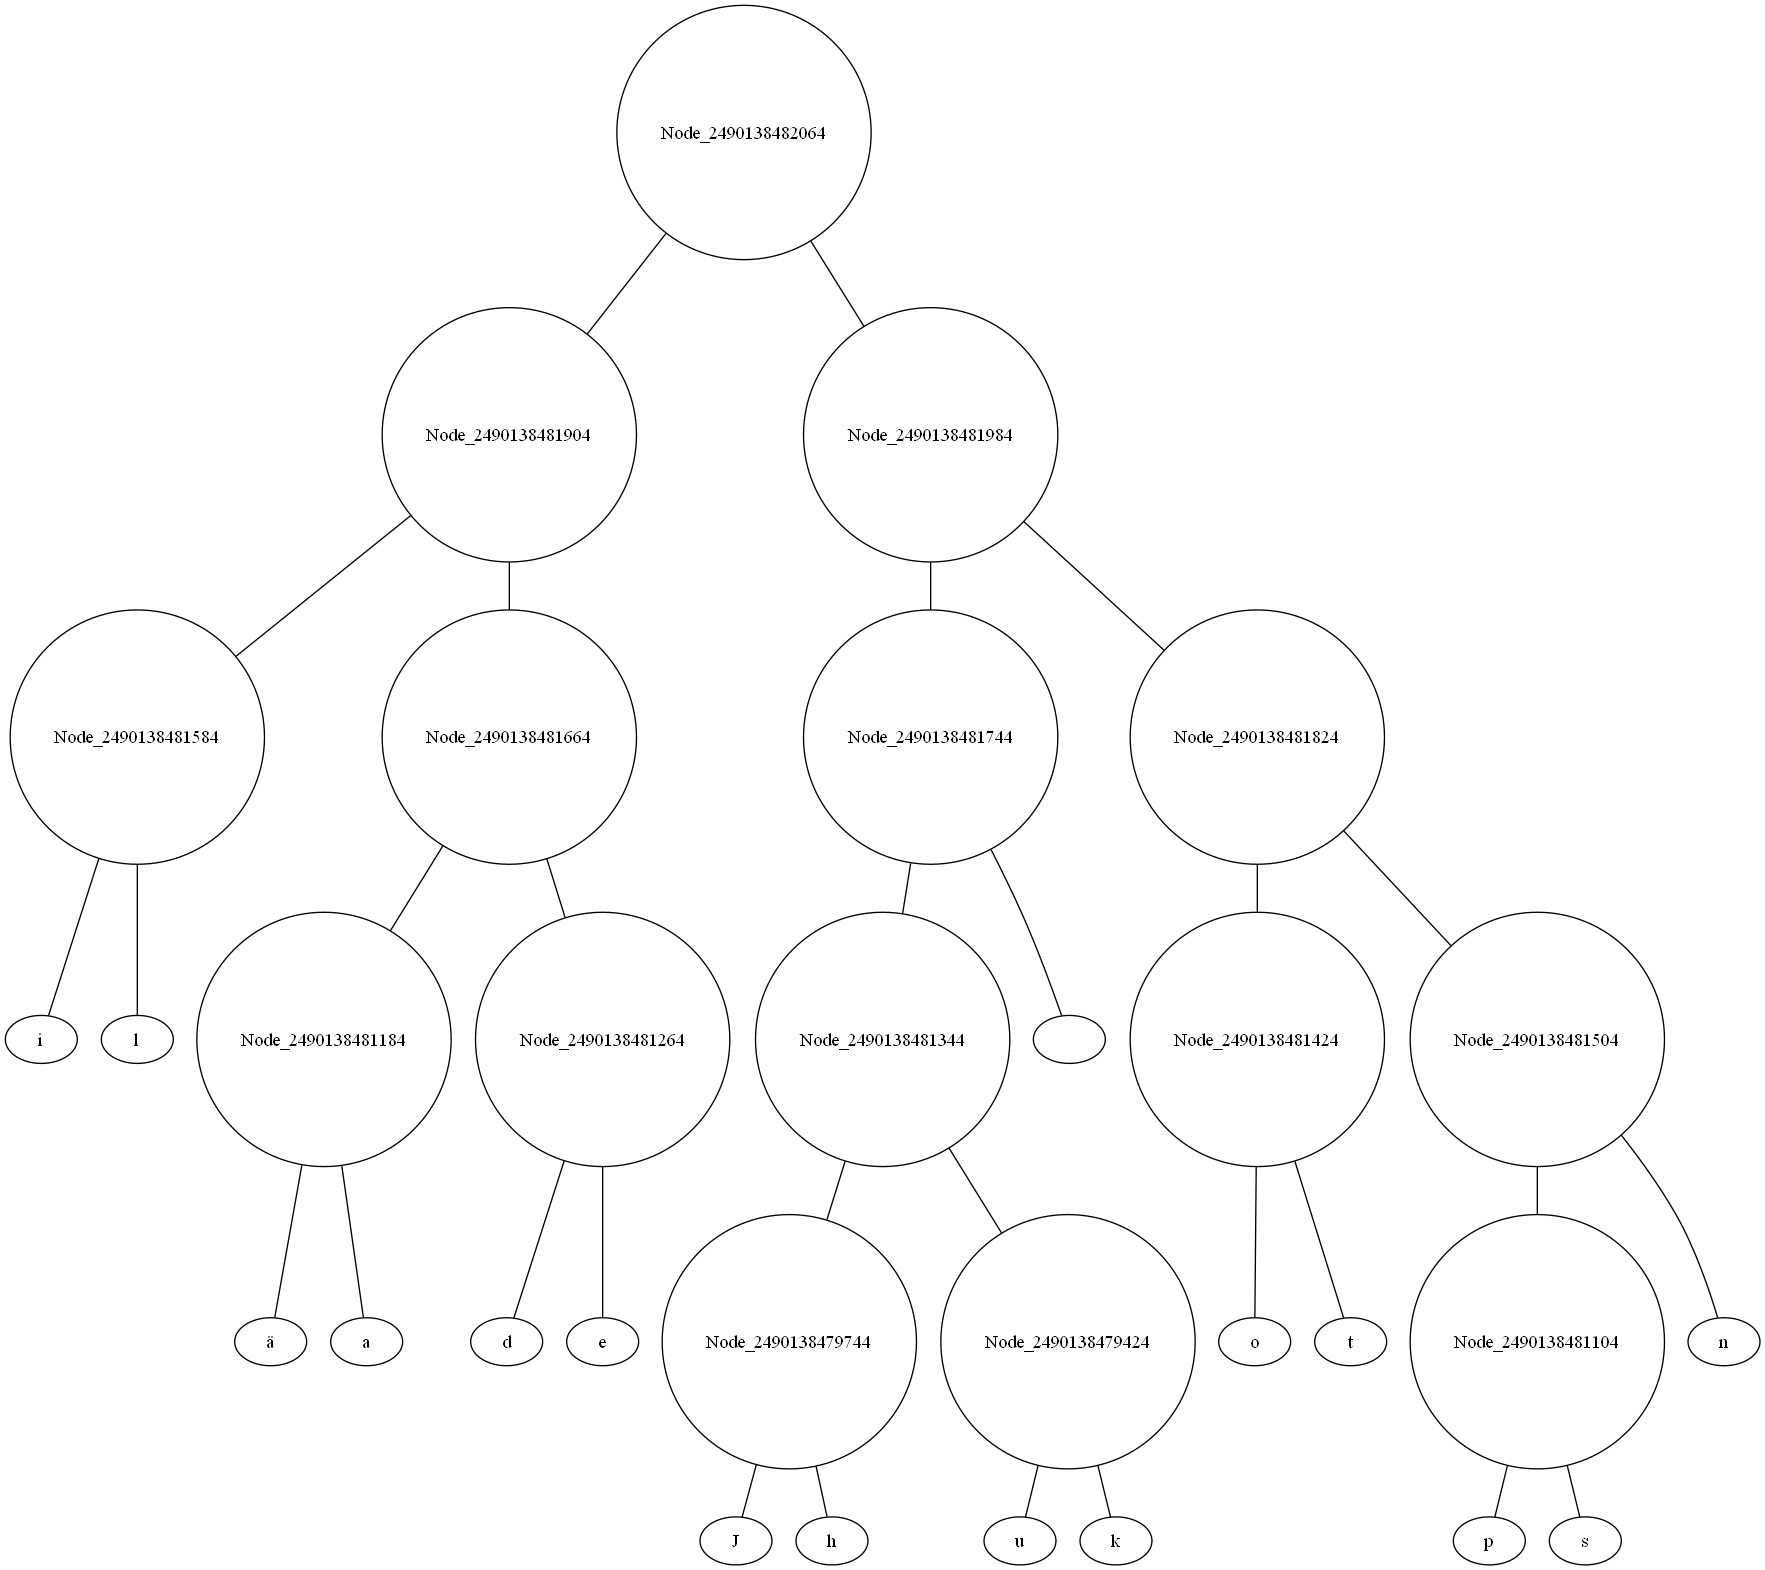 Node_2490138482064
Node_2490138481904 Node_2490138481984
Node_2490138481584 Node_2490138481664 Node_2490138481744 Node_2490138481824
i l Node_2490138481184 Node_2490138481264 Node_2490138481344 Node_2490138481424 Node_2490138481504
ä a d e Node_2490138479744 Node_2490138479424 o t Node_2490138481104 n
J h u k p s